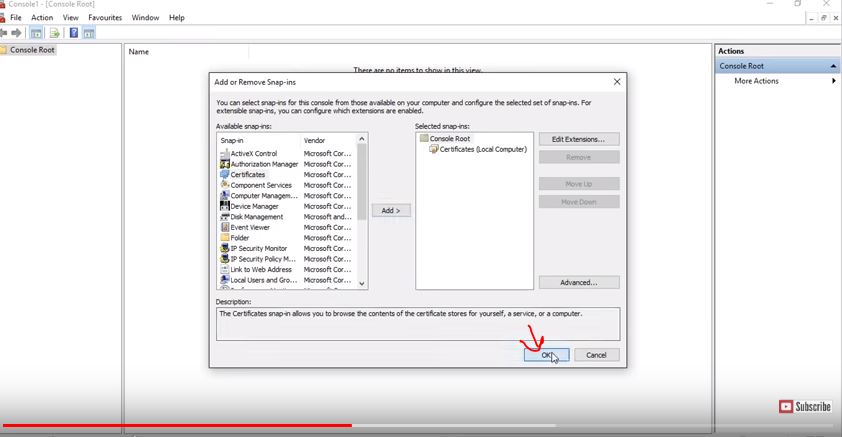 Console1 - [Console Root]
File Action View Favourites Window Help
Console Root
Name
There are no items to show in this view.
Actions
Console Root
More Actions
Add or Remove Snap-ins
You can select snap-ins for this console from those available on your computer and configure the selected set of snap-ins. For
extensible snap-ins, you can configure which extensions are enabled.
Available snap-ins:
Snap-in Vendor
ActiveX Control Microsoft Cor...
Authorization Manager Microsoft Cor...
Certificates Microsoft Cor...
Component Services Microsoft Cor...
Computer Managem... Microsoft Cor...
Device Manager Microsoft Cor...
Disk Management Microsoft and...
Event Viewer Microsoft Cor...
Folder Microsoft Cor...
IP Security Monitor Microsoft Cor...
IP Security Policy M... Microsoft Cor...
Link to Web Address Microsoft Cor...
Local Users and Gro... Microsoft Cor...
Add >
Selected snap-ins:
Console Root
Certificates (Local Computer)
Edit Extensions...
Remove
Move Up
Move Down
Advanced...
Description:
The Certificates snap-in allows you to browse the contents of the certificate stores for yourself, a service, or a computer.
OK
Cancel
Subscribe